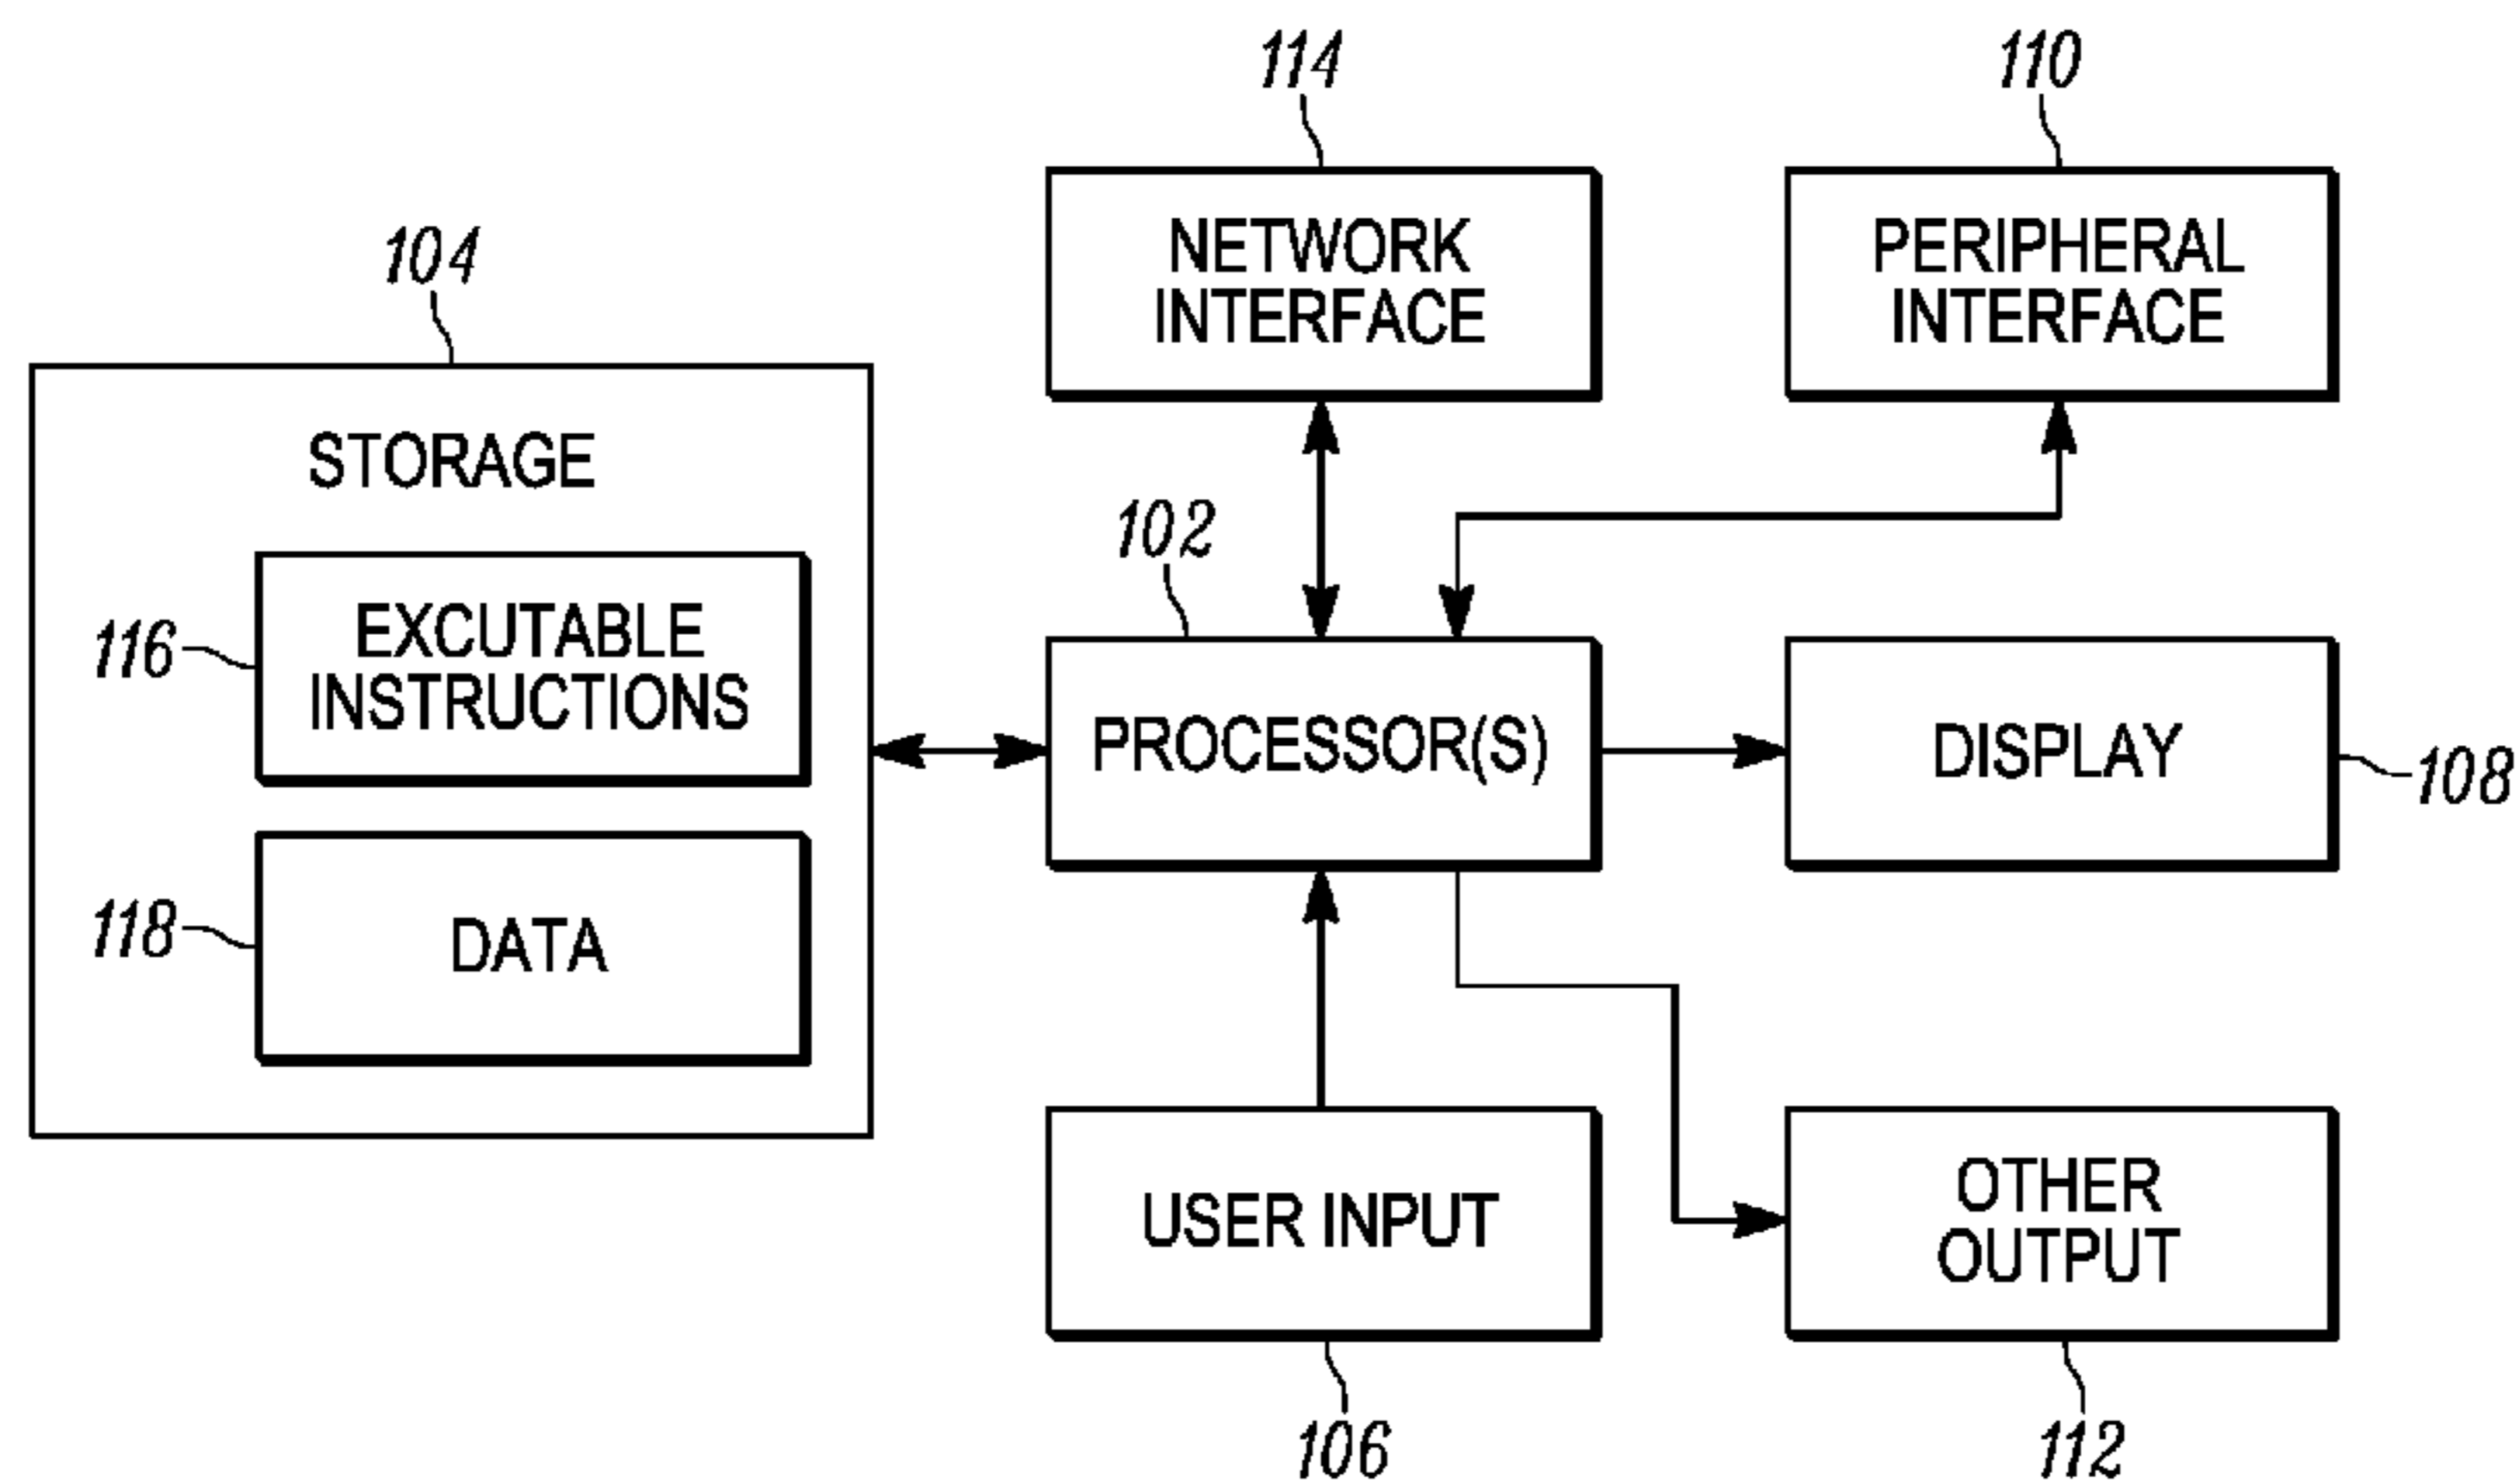 114
110
NETWORK
INTERFACE
PERIPHERAL
INTERFACE
104
STORAGE
102
116
EXCUTABLE
INSTRUCTIONS
PROCESSOR(S)
DISPLAY
108
118
DATA
USER INPUT
OTHER
OUTPUT
106
112